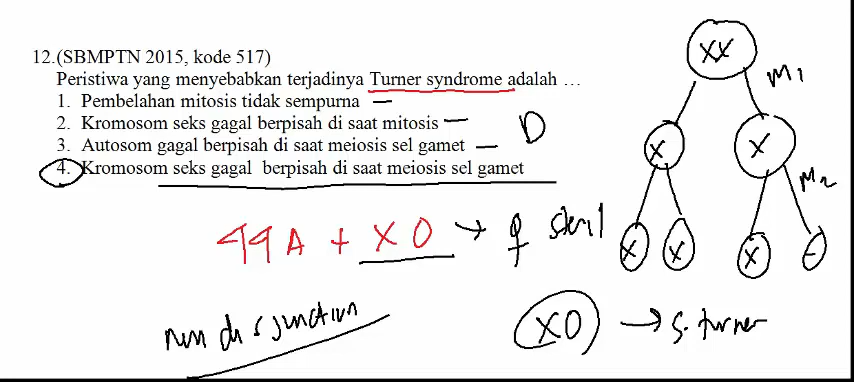 12.(SBMPTN 2015, kode 517)
Peristiwa yang menyebabkan terjadinya Turner syndrome adalah …
1. Pembelahan mitosis tidak sempurna —
2. Kromosom seks gagal berpisah di saat mitosis —
3. Autosom gagal berpisah di saat meiosis sel gamet —
4. Kromosom seks gagal berpisah di saat meiosis sel gamet
D
44A + XO → ♀ steril
non disjunction
XX
M1
X X
M2
X X X -
XO → S. turner